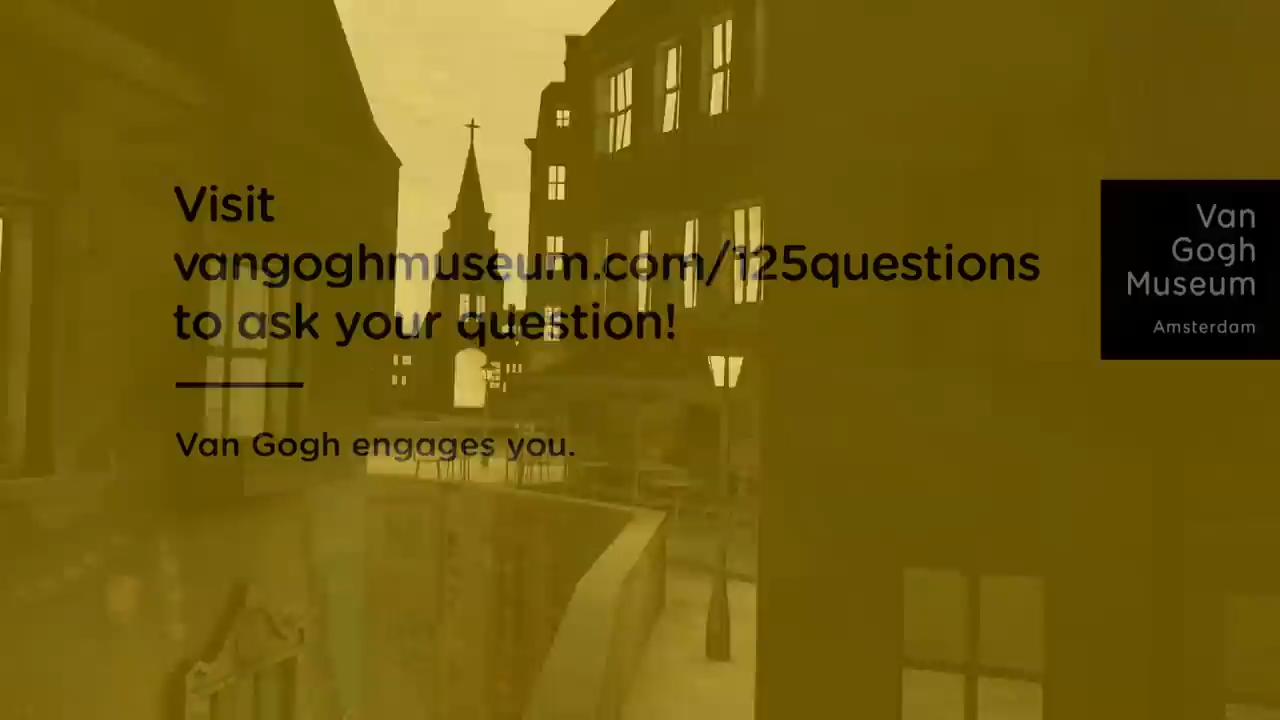 Visit
vangoghmuseum.com/125questions
to ask your question!
Van Gogh engages you.
Van
Gogh
Museum
Amsterdam